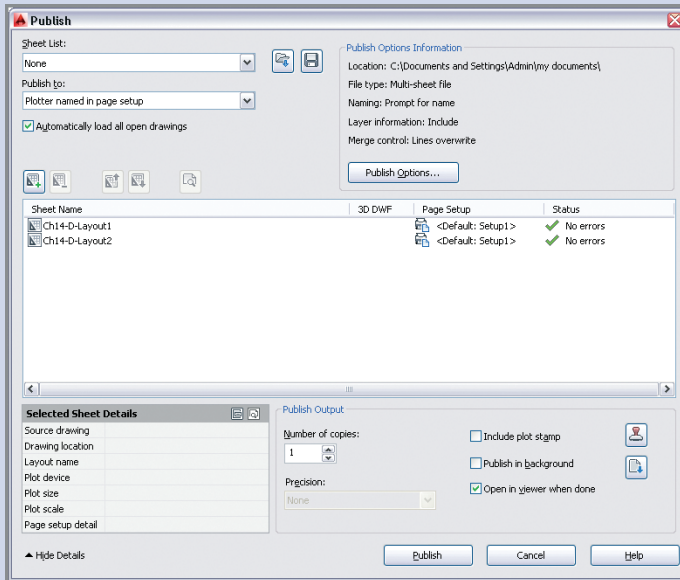 Publish
Sheet List:
None
Publish to:
Plotter named in page setup
Automatically load all open drawings
Publish Options Information
Location: C:\Documents and Settings\Admin\my documents\
File type: Multi-sheet file
Naming: Prompt for name
Layer information: Include
Merge control: Lines overwrite
Publish Options...
Sheet Name 3D DWF Page Setup Status
Ch14-D-Layout1 <Default: Setup1> No errors
Ch14-D-Layout2 <Default: Setup1> No errors
Selected Sheet Details
Source drawing
Drawing location
Layout name
Plot device
Plot size
Plot scale
Page setup detail
Publish Output
Number of copies:
1
Precision:
None
Include plot stamp
Publish in background
Open in viewer when done
Hide Details
Publish
Cancel
Help